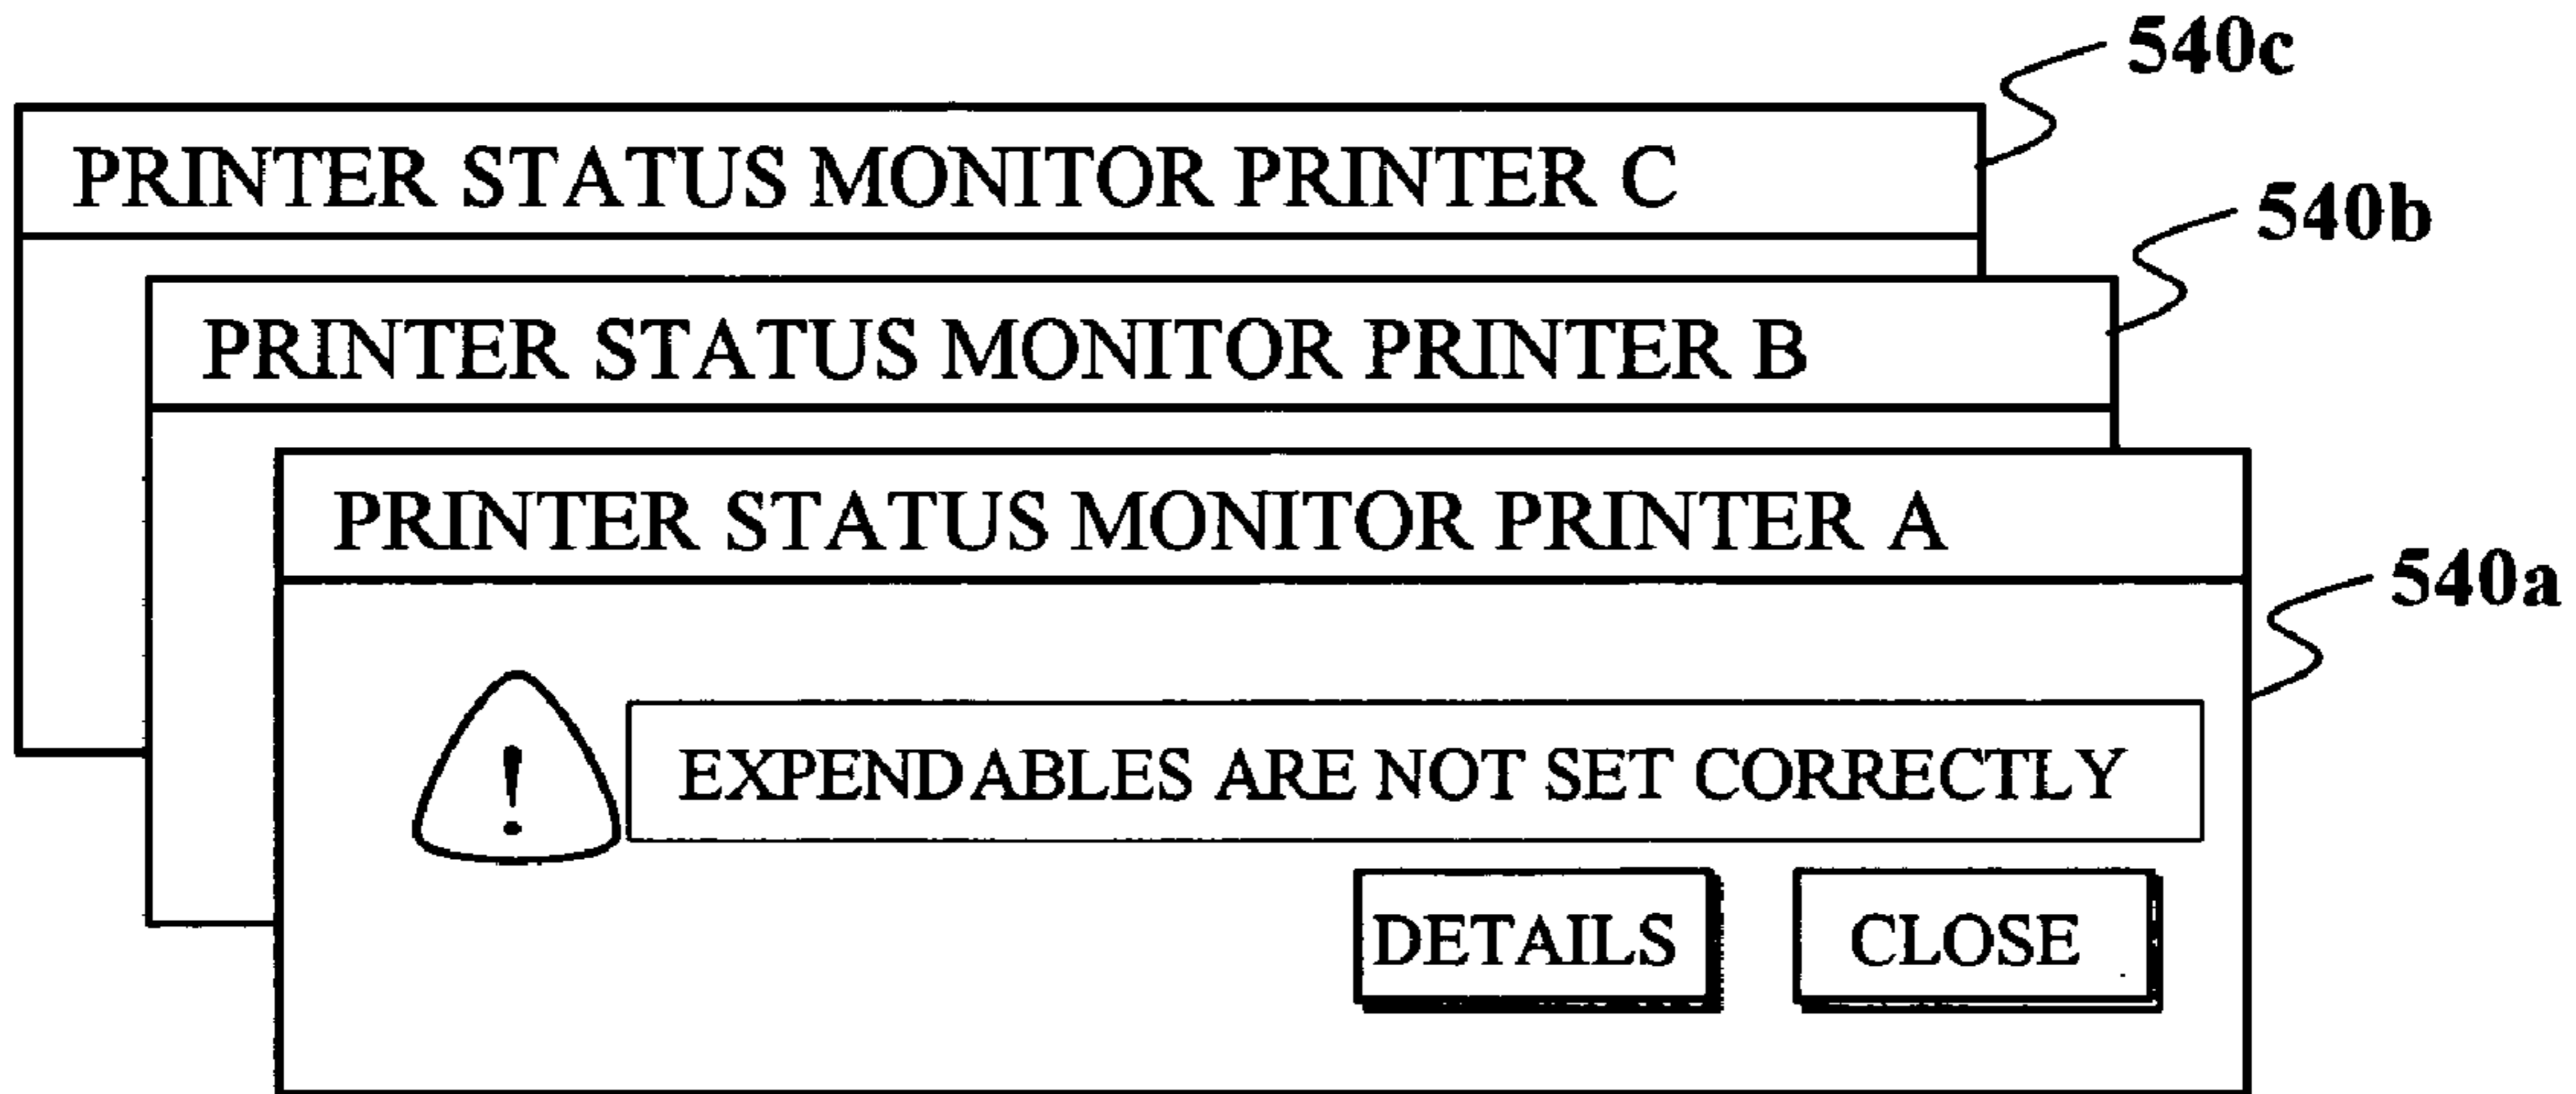 540c
PRINTER STATUS MONITOR PRINTER C
540b
PRINTER STATUS MONITOR PRINTER B
PRINTER STATUS MONITOR PRINTER A
540a
!
EXPENDABLES ARE NOT SET CORRECTLY
DETAILS
CLOSE